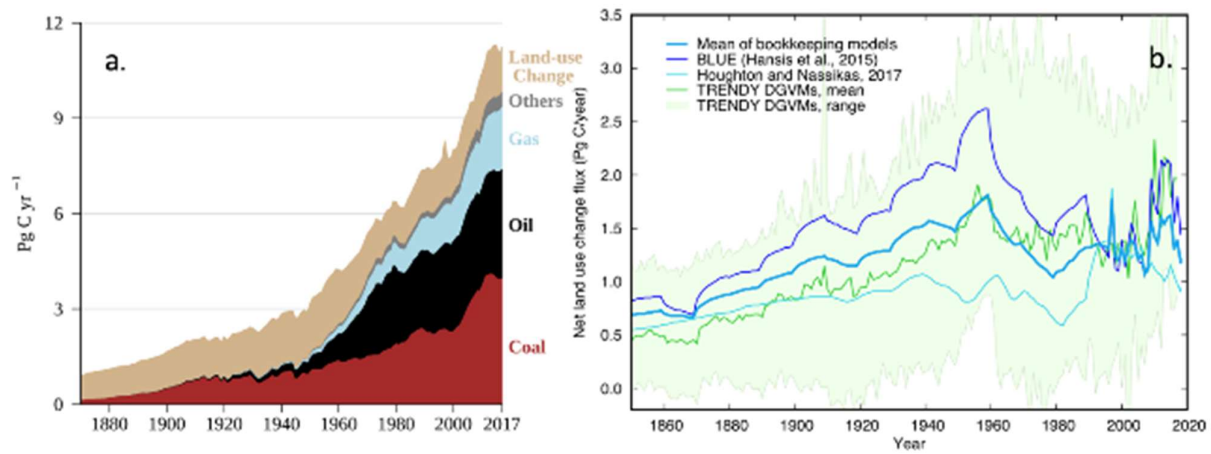 12
9
6
3
0
Pg C yr −1
a.
Land-use
Change
Others
Gas
Oil
Coal
1880 1900 1920 1940 1960 1980 2000 2017
3.5
3.0
2.5
2.0
1.5
1.0
0.5
0.0
Net land use change flux (Pg C/year)
Mean of bookkeeping models
BLUE (Hansis et al., 2015)
Houghton and Nassikas, 2017
TRENDY DGVMs, mean
TRENDY DGVMs, range
b.
1860 1880 1900 1920 1940 1960 1980 2000 2020
Year